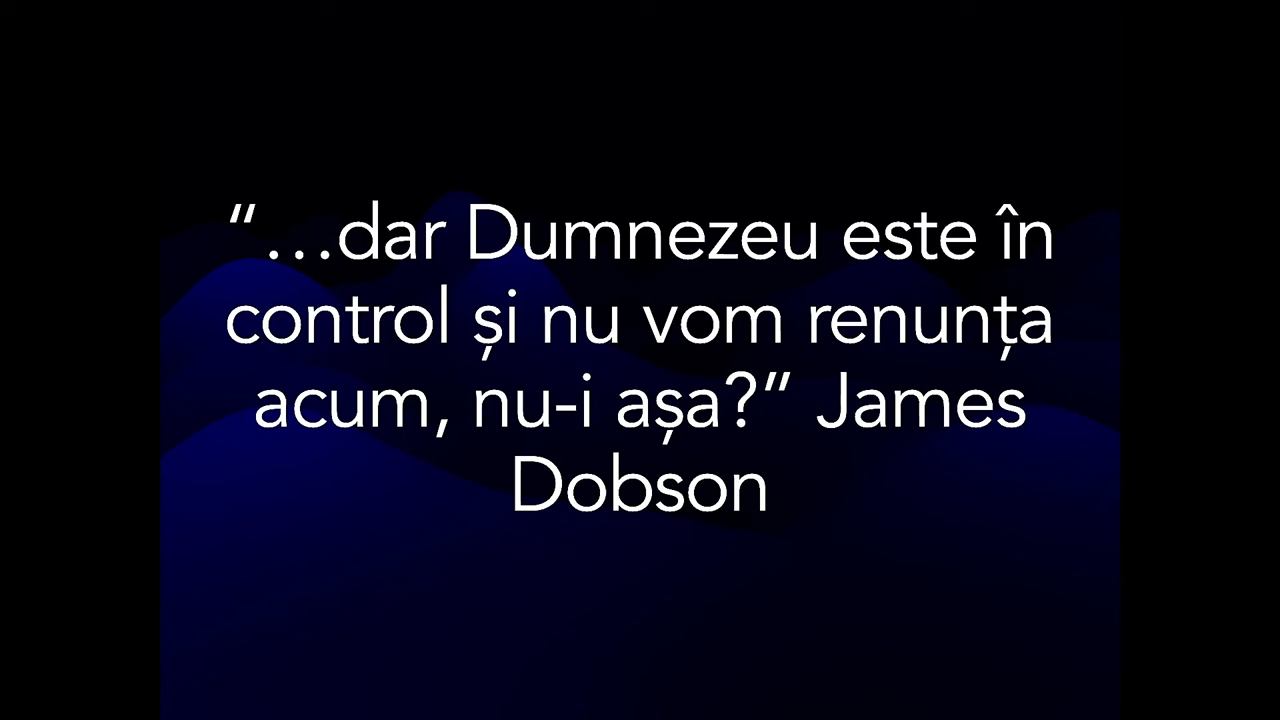 “…dar Dumnezeu este în
control și nu vom renunța
acum, nu-i așa?” James
Dobson